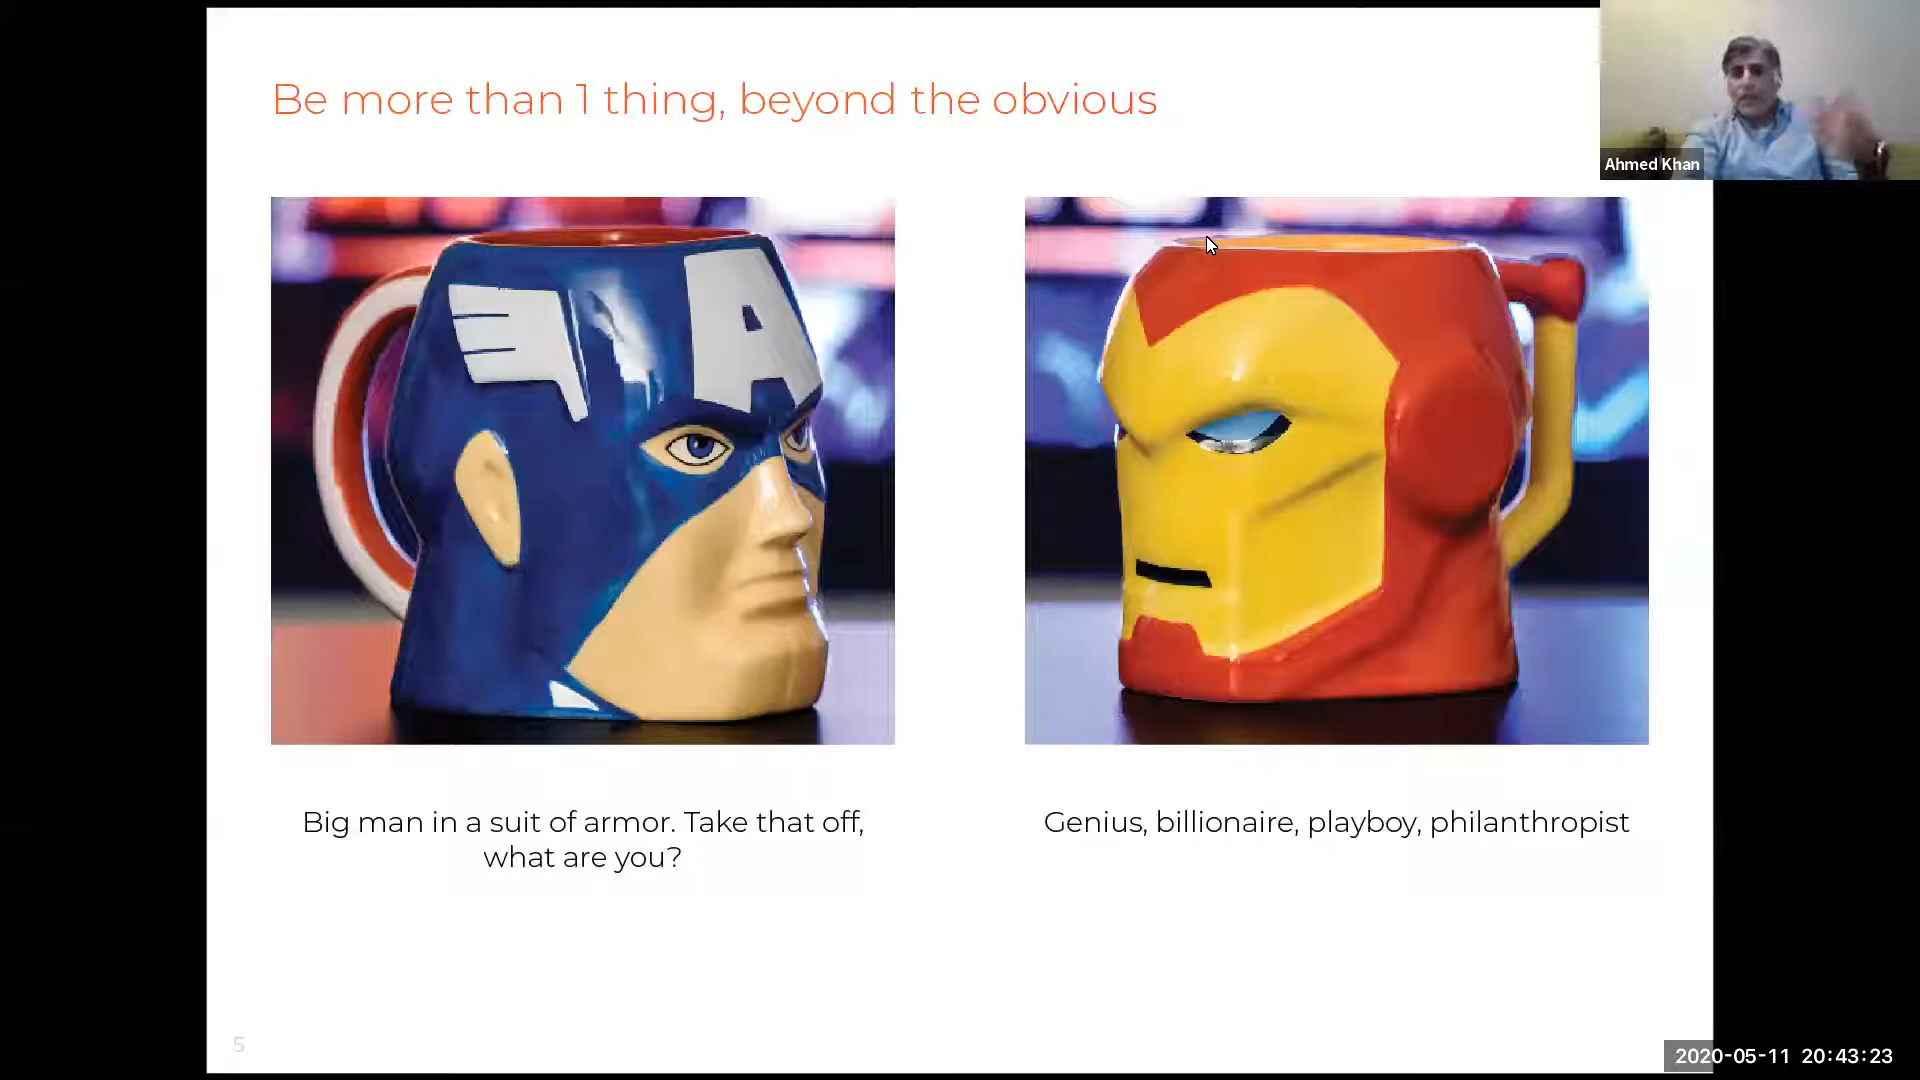 Be more than 1 thing, beyond the obvious
Ahmed Khan
A
Big man in a suit of armor. Take that off,
what are you?
Genius, billionaire, playboy, philanthropist
5
2020-05-11 20:43:23